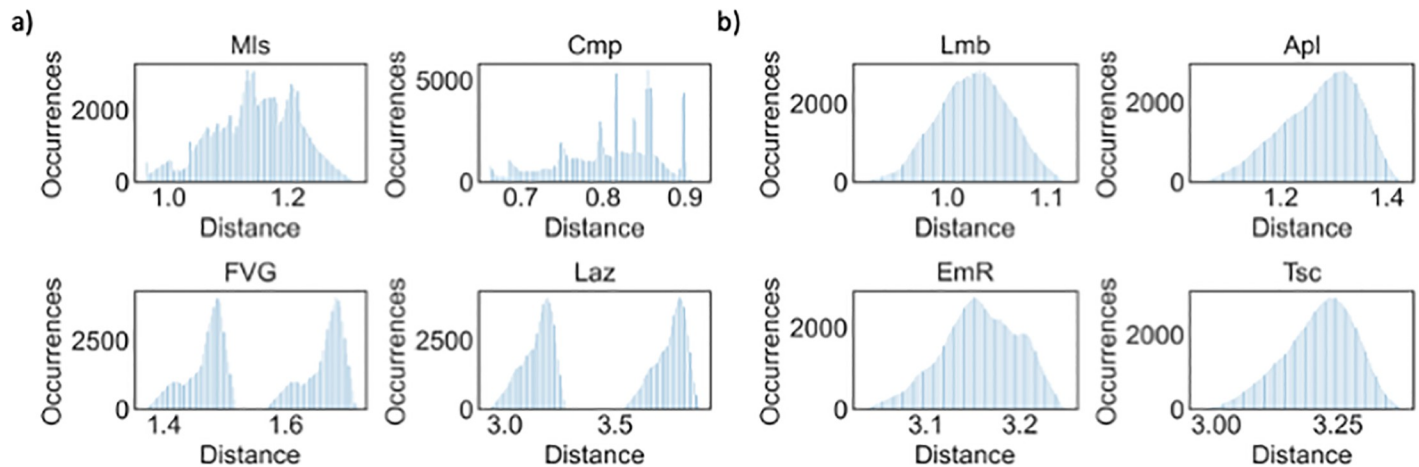 a)
b)
Mls
Occurrences
2000
0
1.0 1.2
Distance
Cmp
Occurrences
5000
0
0.7 0.8 0.9
Distance
Lmb
Occurrences
2000
0
1.0 1.1
Distance
Apl
Occurrences
2000
0
1.2 1.4
Distance
FVG
Occurrences
2500
0
1.4 1.6
Distance
Laz
Occurrences
2500
0
3.0 3.5
Distance
EmR
Occurrences
2000
0
3.1 3.2
Distance
Tsc
Occurrences
2000
0
3.00 3.25
Distance